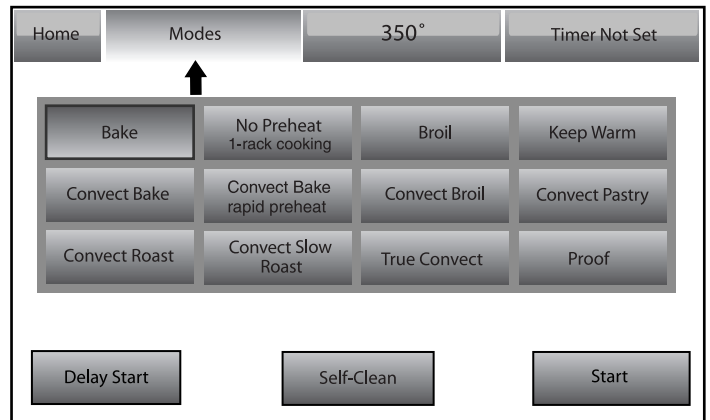 Home Modes 350° Timer Not Set
Bake No Preheat Broil Keep Warm
1-rack cooking
Convect Bake Convect Bake Convect Broil Convect Pastry
rapid preheat
Convect Roast Convect Slow True Convect Proof
Roast
Delay Start Self-Clean Start